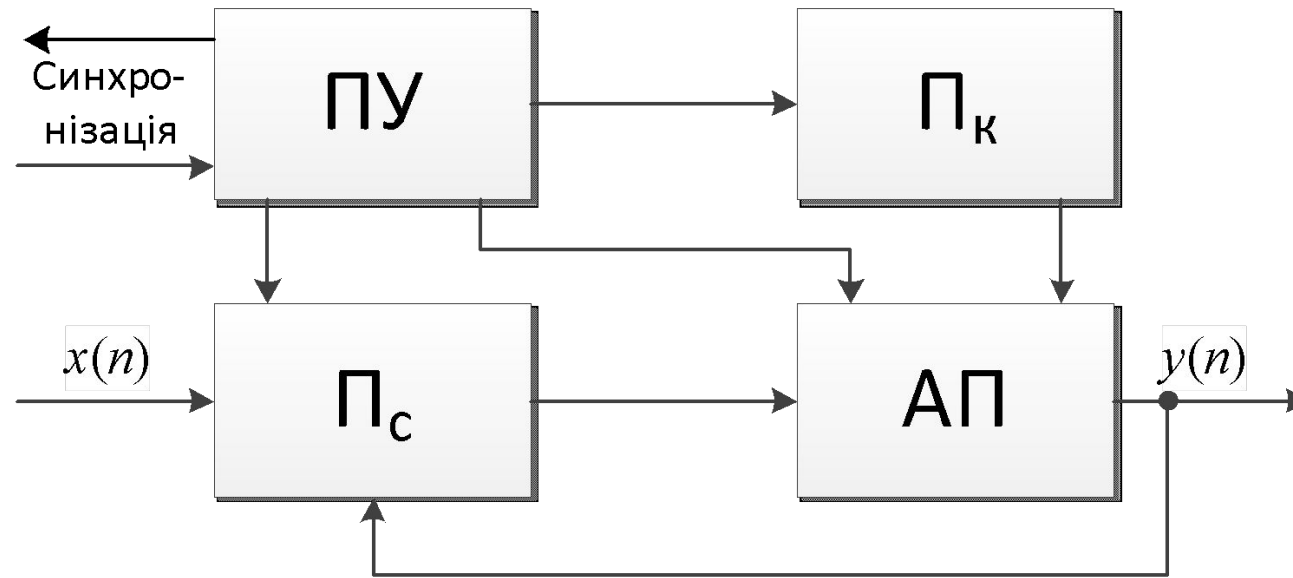 ПУ
Пк
Синхро-
нізація
x(n)
Пс
АП
y(n)